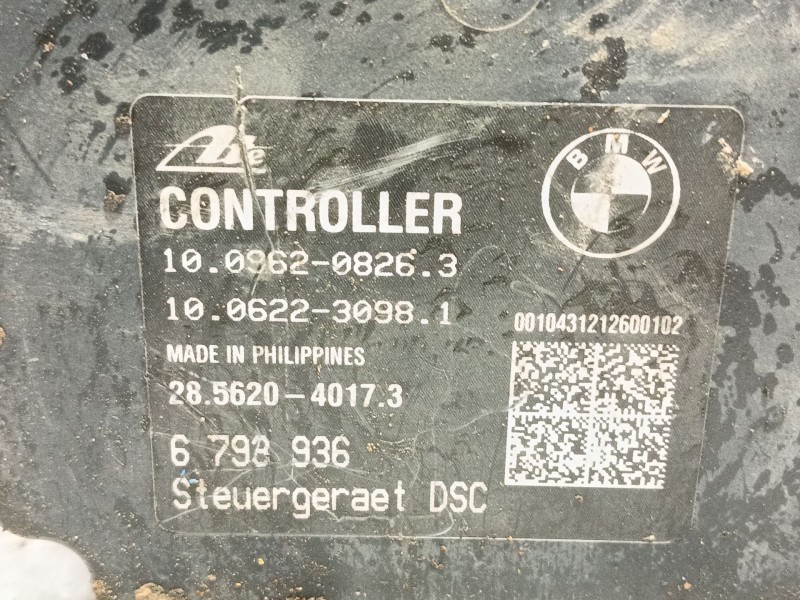 Ate
BMW
CONTROLLER
10.0962-0826.3
10.0622-3098.1
0010431212600102
MADE IN PHILIPPINES
28.5620-4017.3
6 798 936
Steuergeraet DSC